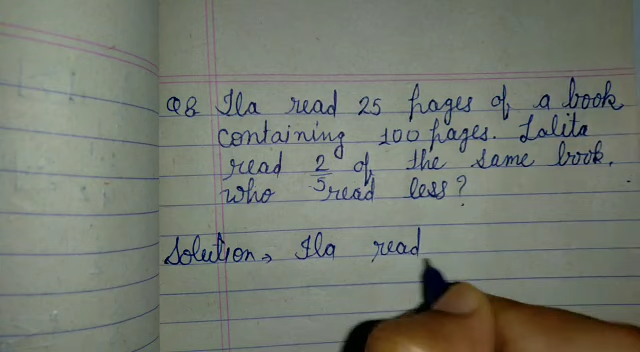 Q8 Ila read 25 pages of a book
containing 100 pages. Lalita
read 2/5 of the same book.
who read less?
Solution → Ila read